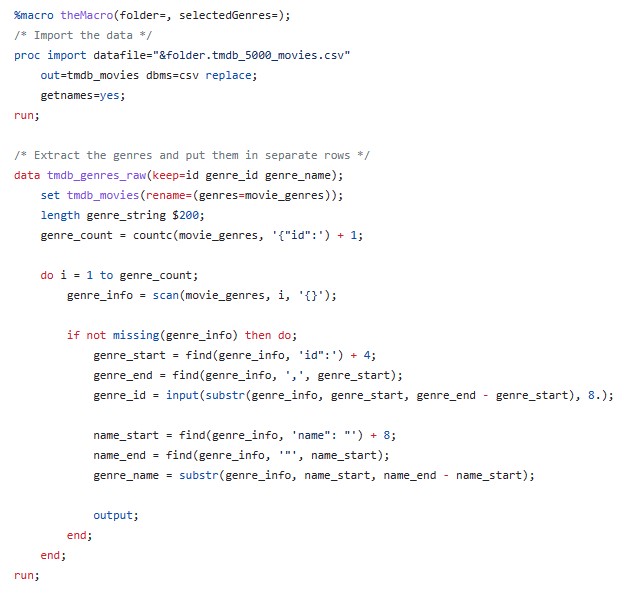 %macro theMacro(folder=, selectedGenres=);
/* Import the data */
proc import datafile="&folder.tmdb_5000_movies.csv"
    out=tmdb_movies dbms=csv replace;
    getnames=yes;
run;

/* Extract the genres and put them in separate rows */
data tmdb_genres_raw(keep=id genre_id genre_name);
    set tmdb_movies(rename=(genres=movie_genres));
    length genre_string $200;
    genre_count = countc(movie_genres, '{"id":') + 1;

    do i = 1 to genre_count;
        genre_info = scan(movie_genres, i, '{}');

        if not missing(genre_info) then do;
            genre_start = find(genre_info, 'id":') + 4;
            genre_end = find(genre_info, ',', genre_start);
            genre_id = input(substr(genre_info, genre_start, genre_end - genre_start), 8.);

            name_start = find(genre_info, 'name": "') + 8;
            name_end = find(genre_info, '"', name_start);
            genre_name = substr(genre_info, name_start, name_end - name_start);

            output;
        end;
    end;
run;